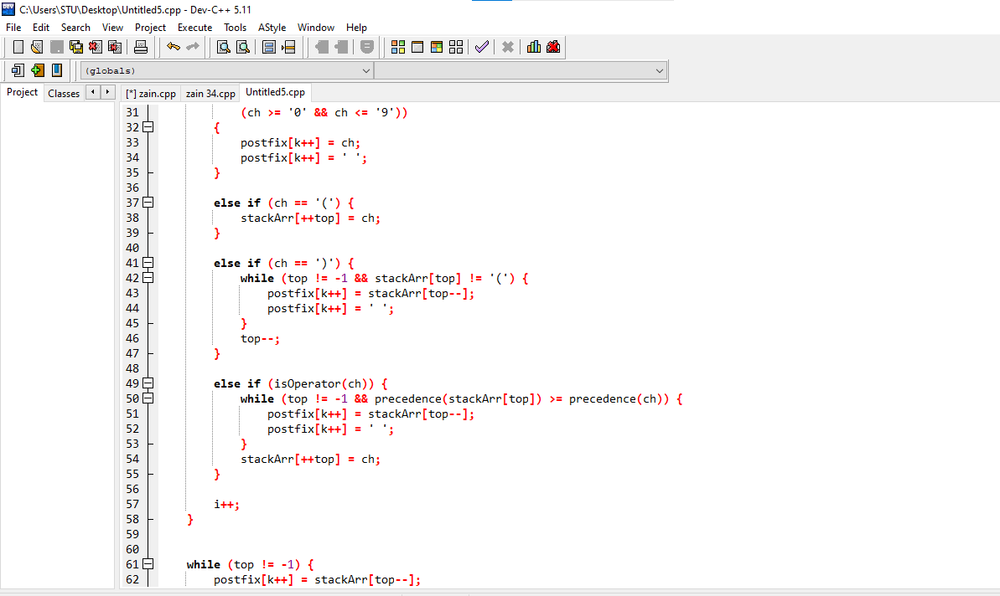 C:\Users\STU\Desktop\Untitled5.cpp - Dev-C++ 5.11
File Edit Search View Project Execute Tools AStyle Window Help
(globals)
Project Classes [*] zain.cpp zain 34.cpp Untitled5.cpp
31 (ch >= '0' && ch <= '9'))
32 {
33 postfix[k++] = ch;
34 postfix[k++] = ' ';
35 }
36
37 else if (ch == '(') {
38 stackArr[++top] = ch;
39 }
40
41 else if (ch == ')') {
42 while (top != -1 && stackArr[top] != '(') {
43 postfix[k++] = stackArr[top--];
44 postfix[k++] = ' ';
45 }
46 top--;
47 }
48
49 else if (isOperator(ch)) {
50 while (top != -1 && precedence(stackArr[top]) >= precedence(ch)) {
51 postfix[k++] = stackArr[top--];
52 postfix[k++] = ' ';
53 }
54 stackArr[++top] = ch;
55 }
56
57 i++;
58 }
59
60
61 while (top != -1) {
62 postfix[k++] = stackArr[top--];